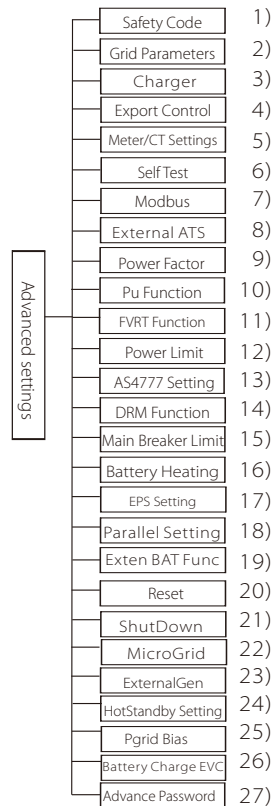 Advanced settings
Safety Code 1)
Grid Parameters 2)
Charger 3)
Export Control 4)
Meter/CT Settings 5)
Self Test 6)
Modbus 7)
External ATS 8)
Power Factor 9)
Pu Function 10)
FVRT Function 11)
Power Limit 12)
AS4777 Setting 13)
DRM Function 14)
Main Breaker Limit 15)
Battery Heating 16)
EPS Setting 17)
Parallel Setting 18)
Exten BAT Func 19)
Reset 20)
ShutDown 21)
MicroGrid 22)
ExternalGen 23)
HotStandby Setting 24)
Pgrid Bias 25)
Battery Charge EVC 26)
Advance Password 27)